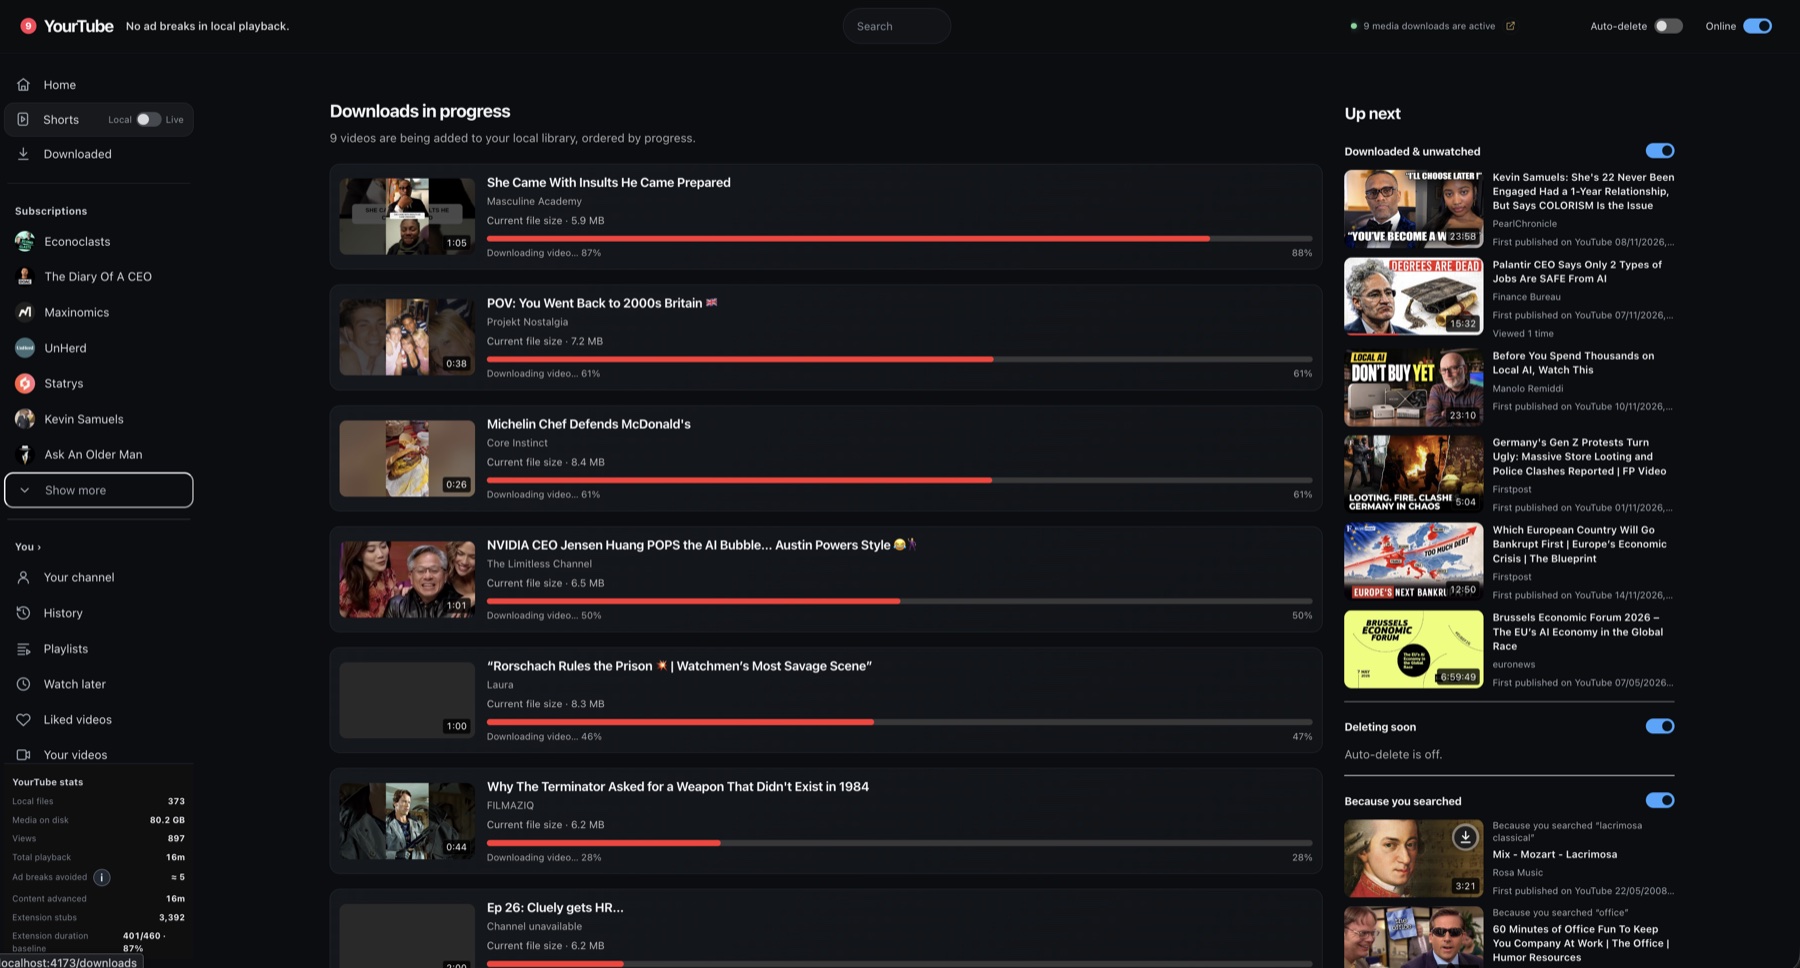 9 YourTube No ad breaks in local playback.
Search
9 media downloads are active
Auto-delete
Online
Home
Shorts Local Live
Downloaded
Subscriptions
Econoclasts
The Diary Of A CEO
Maxinomics
UnHerd
Statrys
Kevin Samuels
Ask An Older Man
Show more
You ›
Your channel
History
Playlists
Watch later
Liked videos
Your videos
YourTube stats
Local files 373
Media on disk 80.2 GB
Views 897
Total playback 16m
Ad breaks avoided i ≈ 5
Content advanced 16m
Extension stubs 3,392
Extension duration 401/460 ·
baseline 87%
localhost:4173/downloads
Downloads in progress
9 videos are being added to your local library, ordered by progress.
1:05
She Came With Insults He Came Prepared
Masculine Academy
Current file size · 5.9 MB
Downloading video... 87% 88%
0:38
POV: You Went Back to 2000s Britain 🇬🇧
Projekt Nostalgia
Current file size · 7.2 MB
Downloading video... 61% 61%
0:26
Michelin Chef Defends McDonald's
Core Instinct
Current file size · 8.4 MB
Downloading video... 61% 61%
1:01
NVIDIA CEO Jensen Huang POPS the AI Bubble... Austin Powers Style 😂🕺
The Limitless Channel
Current file size · 6.5 MB
Downloading video... 50% 50%
1:00
“Rorschach Rules the Prison 💥 | Watchmen’s Most Savage Scene”
Laura
Current file size · 8.3 MB
Downloading video... 46% 47%
0:44
Why The Terminator Asked for a Weapon That Didn't Exist in 1984
FILMAZIQ
Current file size · 6.2 MB
Downloading video... 28% 28%
Ep 26: Cluely gets HR...
Channel unavailable
Current file size · 6.2 MB
Up next
Downloaded & unwatched
"I'LL CHOOSE LATER!"
"YOU'VE BECOME A W
23:58
Kevin Samuels: She's 22 Never Been
Engaged Had a 1-Year Relationship,
But Says COLORISM Is the Issue
PearlChronicle
First published on YouTube 08/11/2026,...
DEGREES ARE DEAD
15:32
Palantir CEO Says Only 2 Types of
Jobs Are SAFE From AI
Finance Bureau
First published on YouTube 07/11/2026,...
Viewed 1 time
LOCAL AI
DON'T BUY YET
23:10
Before You Spend Thousands on
Local AI, Watch This
Manolo Remiddi
First published on YouTube 10/11/2026,...
LOOTING. FIRE. CLASHE
GERMANY IN CHAOS
5:04
Germany's Gen Z Protests Turn
Ugly: Massive Store Looting and
Police Clashes Reported | FP Video
Firstpost
First published on YouTube 01/11/2026,...
TOO MUCH DEBT
EUROPE'S NEXT BANKRU
12:50
Which European Country Will Go
Bankrupt First | Europe's Economic
Crisis | The Blueprint
Firstpost
First published on YouTube 14/11/2026,...
BRUSSELS
ECONOMIC
FORUM
6:59:49
Brussels Economic Forum 2026 –
The EU's AI Economy in the Global
Race
euronews
First published on YouTube 07/05/2026...
Deleting soon
Auto-delete is off.
Because you searched
3:21
Because you searched “lacrimosa
classical”
Mix - Mozart - Lacrimosa
Rosa Music
First published on YouTube 22/05/2008...
Because you searched “office”
60 Minutes of Office Fun To Keep
You Company At Work | The Office |
Humor Resources